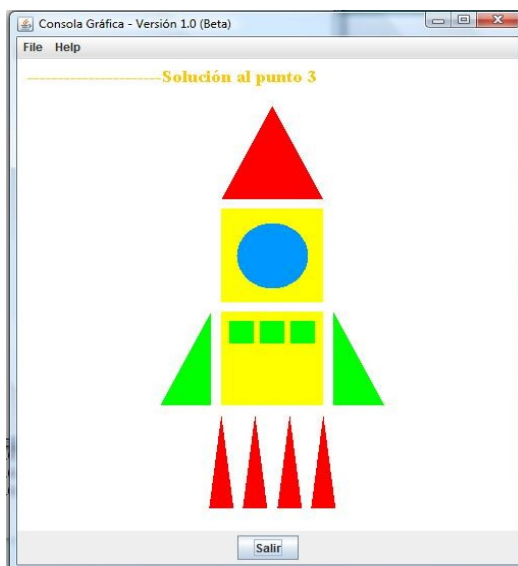 Consola Gráfica - Versión 1.0 (Beta)
File Help
----------------------Solución al punto 3
Salir